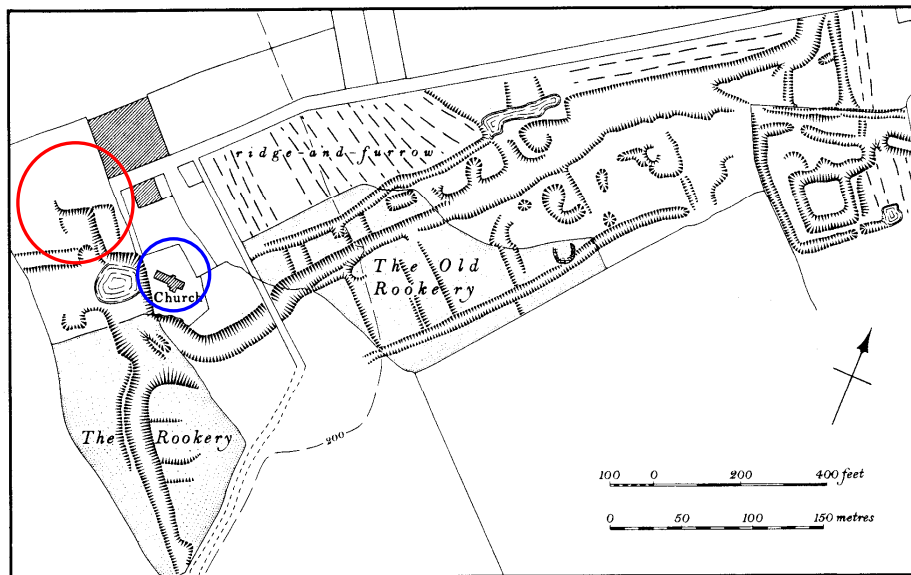 ridge-and-furrow
The Old
Rookery
Church
The Rookery
200
100 0 200 400 feet
0 50 100 150 metres